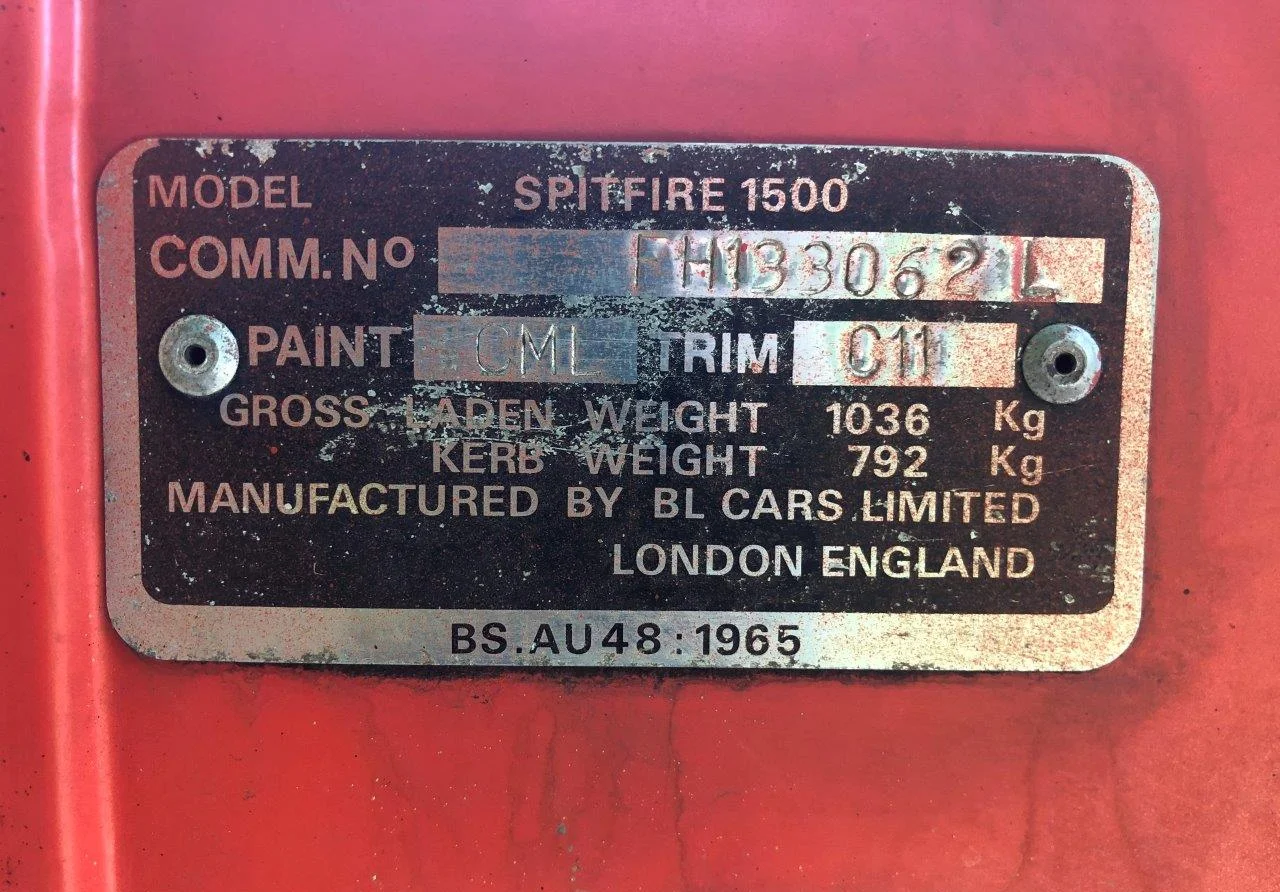 MODEL SPITFIRE 1500
COMM. NO FH133062 L
PAINT CML TRIM C11
GROSS LADEN WEIGHT 1036 Kg
KERB WEIGHT 792 Kg
MANUFACTURED BY BL CARS LIMITED
LONDON ENGLAND
BS.AU48:1965